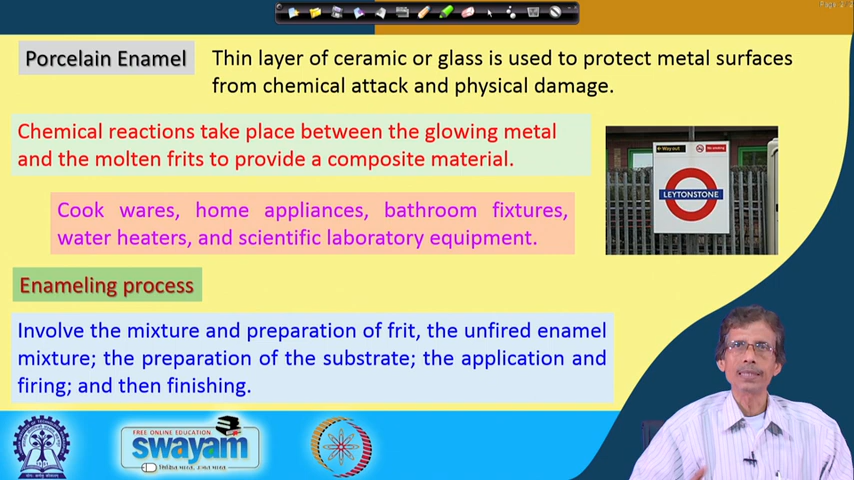 Page 2/2
Porcelain Enamel
Thin layer of ceramic or glass is used to protect metal surfaces
from chemical attack and physical damage.
Chemical reactions take place between the glowing metal
and the molten frits to provide a composite material.
Way out
LEYTONSTONE
Cook wares, home appliances, bathroom fixtures,
water heaters, and scientific laboratory equipment.
Enameling process
Involve the mixture and preparation of frit, the unfired enamel
mixture; the preparation of the substrate; the application and
firing; and then finishing.
FREE ONLINE EDUCATION
swayam